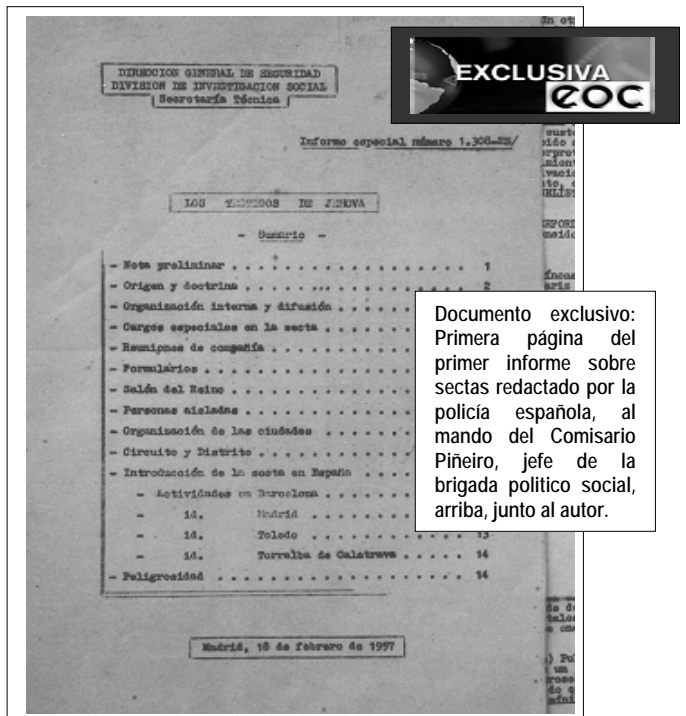 DIRECCION GENERAL DE SEGURIDAD
DIVISION DE INVESTIGACION SOCIAL
Secretaría Técnica
EXCLUSIVA
EOC
Informe especial número 1.308-ES/
LOS TESTIGOS DE JEHOVA
- Sumario -
- Nota preliminar . . . . . . . . . . . . . . . . . 1
- Origen y doctrina . . . . . . . . . . . . . . . . 2
- Organización interna y difusión . . . . . .
- Cargos especiales en la secta . . . . . . .
- Reuniones de compañía . . . . . . . . . .
- Formularios . . . . . . . . . . . . . . .
- Salón del Reino . . . . . . . . . . . . .
- Personas aisladas . . . . . . . . . . . .
- Organización de las ciudades . . . . . .
- Circuito y Distrito . . . . . . . . . . .
- Introducción de la secta en España . . . .
- Actividades en Barcelona . . . . . . .
- id. Madrid . . . . . . .
- id. Toledo . . . . . . . 13
- id. Torralba de Calatrava . . . . . 14
- Peligrosidad . . . . . . . . . . . . . . . . . . 14
Madrid, 18 de febrero de 1957
Documento exclusivo:
Primera página del
primer informe sobre
sectas redactado por la
policía española, al
mando del Comisario
Piñeiro, jefe de la
brigada politico social,
arriba, junto al autor.